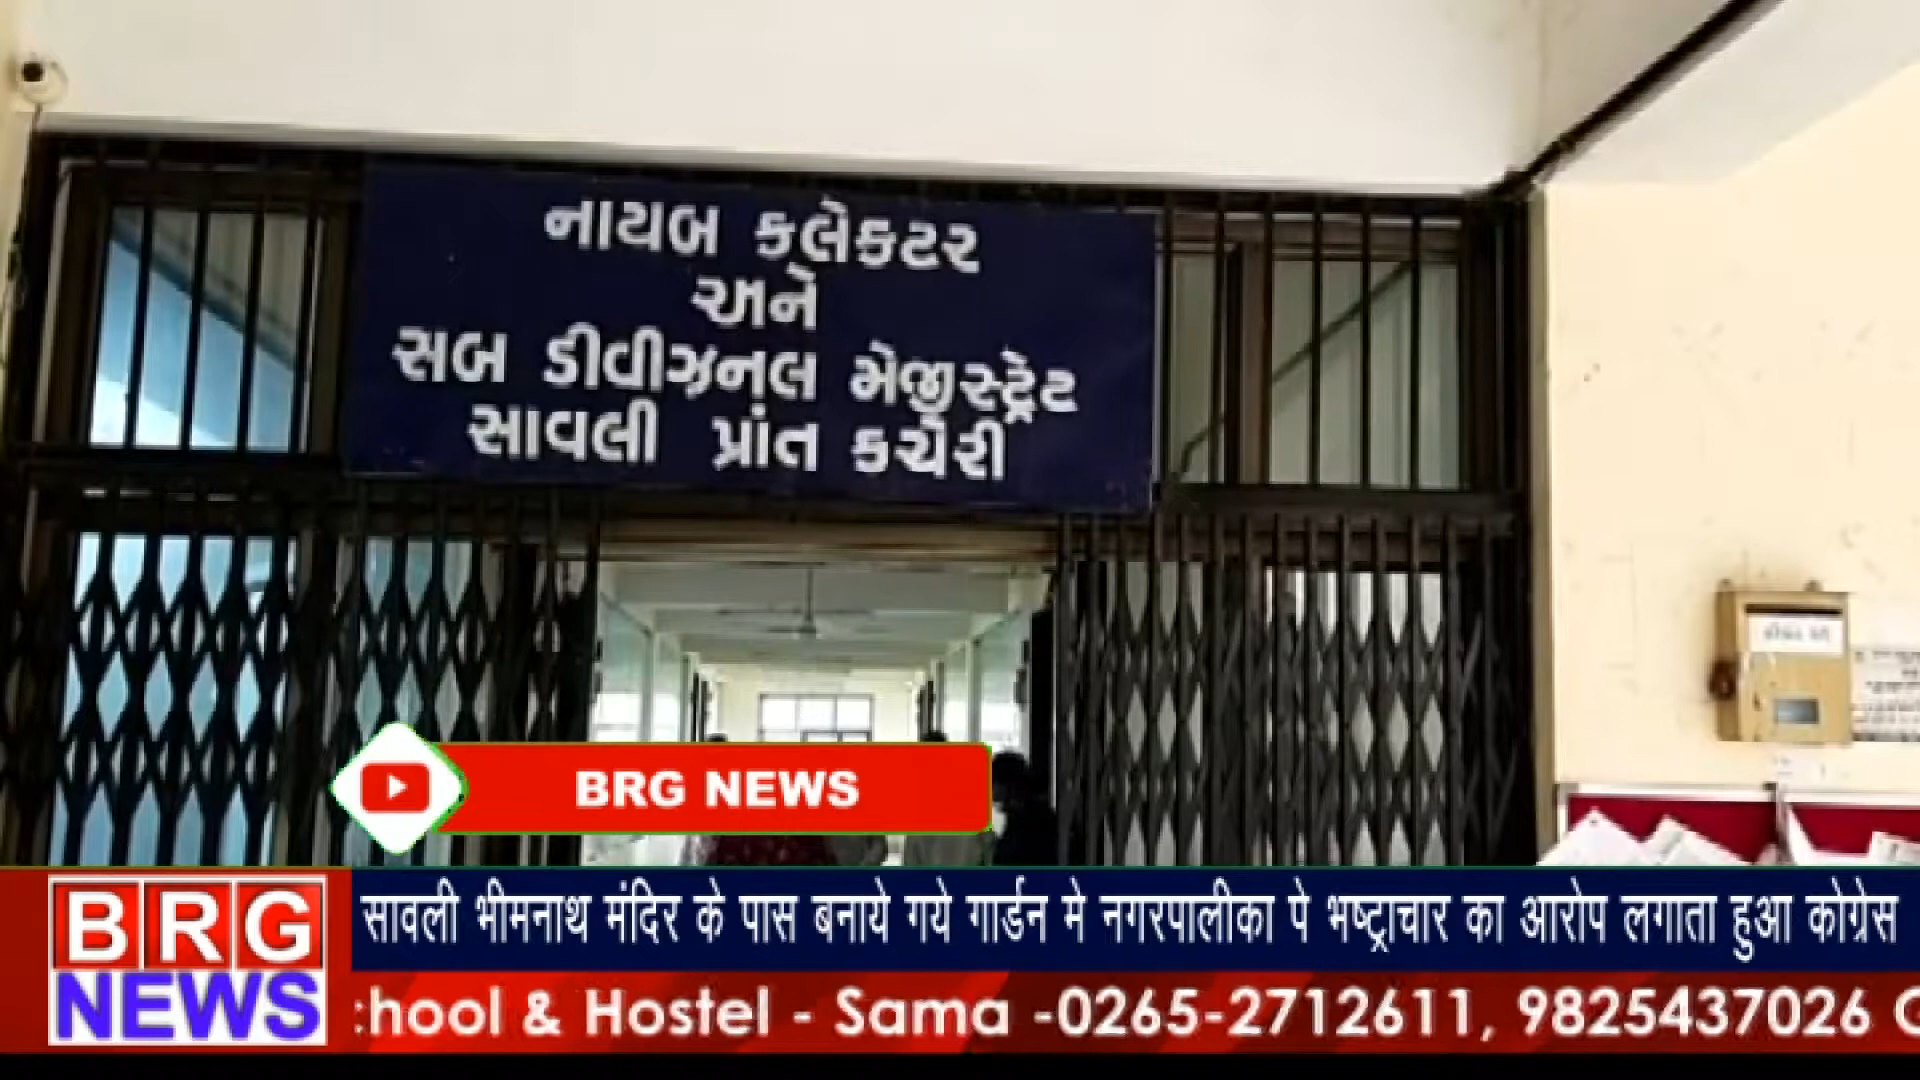 નાયબ કલેકટર
અને
સબ ડીવીઝનલ મેજીસ્ટ્રેટ
સાવલી પ્રાંત કચેરી
BRG NEWS
BRG
NEWS
सावली भीमनाथ मंदिर के पास बनाये गये गार्डन मे नगरपालीका पे भष्ट्राचार का आरोप लगाता हुआ कोग्रेस
chool & Hostel - Sama -0265-2712611, 9825437026